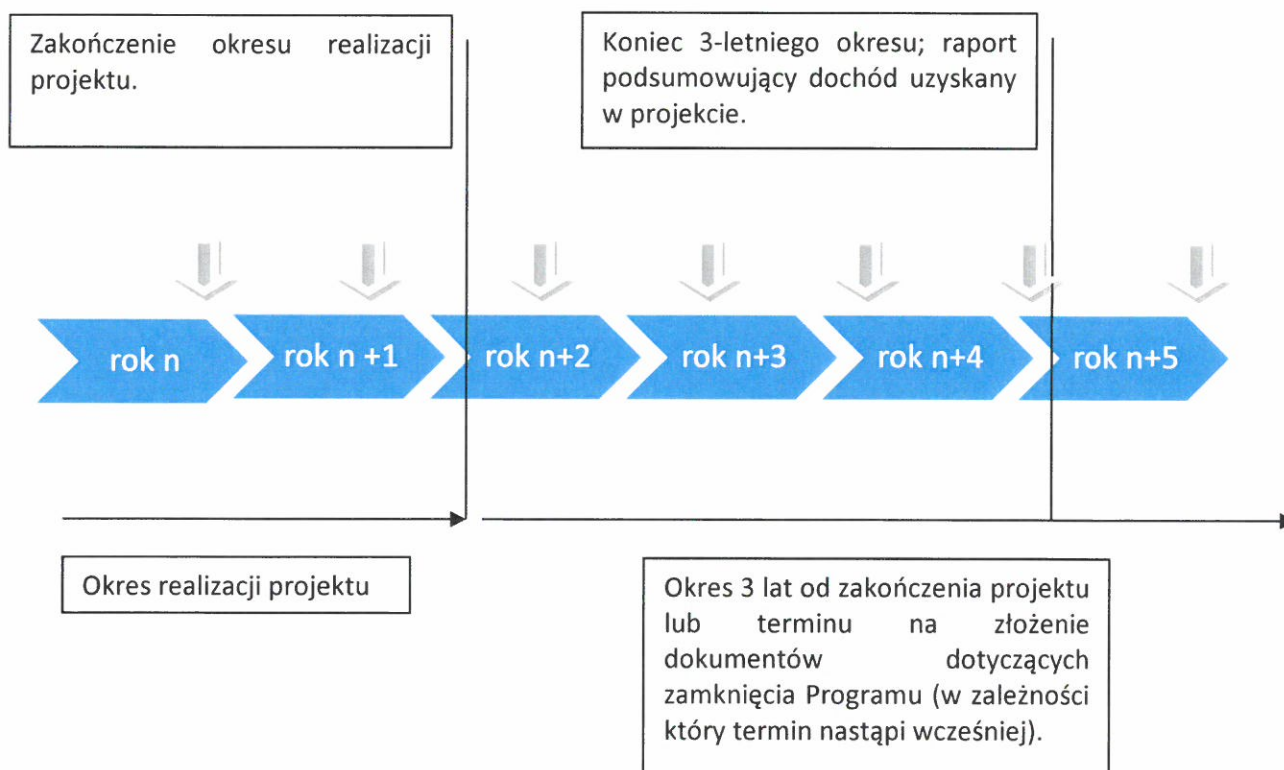 Zakończenie okresu realizacji
projektu.
Koniec 3-letniego okresu; raport
podsumowujący dochód uzyskany
w projekcie.
rok n
rok n +1
rok n+2
rok n+3
rok n+4
rok n+5
Okres realizacji projektu
Okres 3 lat od zakończenia projektu
lub terminu na złożenie
dokumentów dotyczących
zamknięcia Programu (w zależności
który termin nastąpi wcześniej).